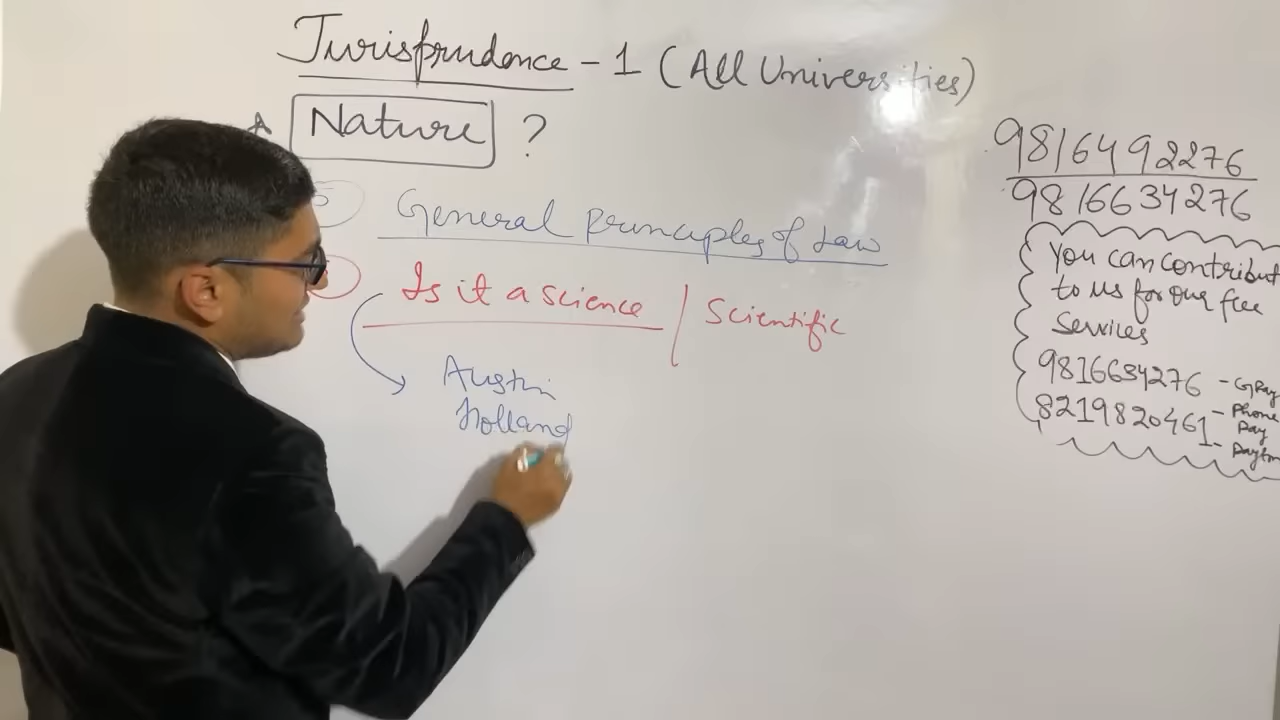 Jurisprudence - 1 (All Universities)
Nature ?
5
General Principles of Law
Is it a science / Scientific
Austin
Holland
9816492276
9816634276
You can contribut
to us for our free
Services
9816634276 - GPay
8219820461 - Phone
Pay
- Paytm